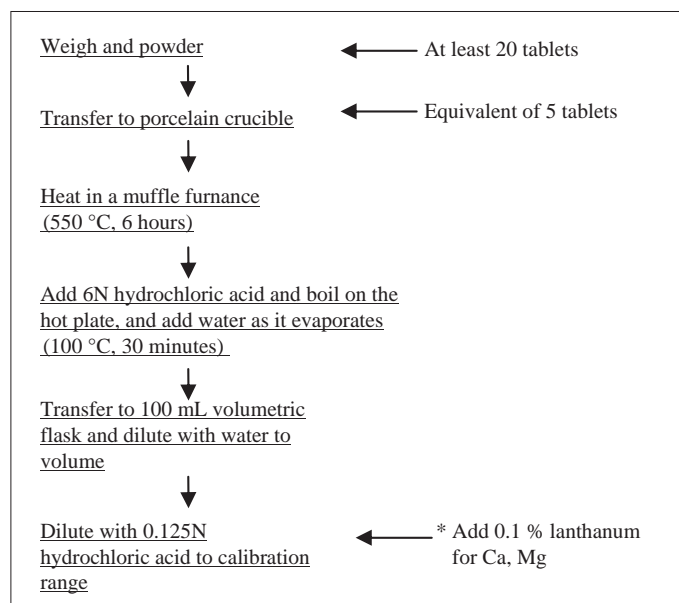 Weigh and powder
At least 20 tablets
Transfer to porcelain crucible
Equivalent of 5 tablets
Heat in a muffle furnance
(550 °C, 6 hours)
Add 6N hydrochloric acid and boil on the
hot plate, and add water as it evaporates
(100 °C, 30 minutes)
Transfer to 100 mL volumetric
flask and dilute with water to
volume
Dilute with 0.125N
hydrochloric acid to calibration
range
* Add 0.1 % lanthanum
for Ca, Mg